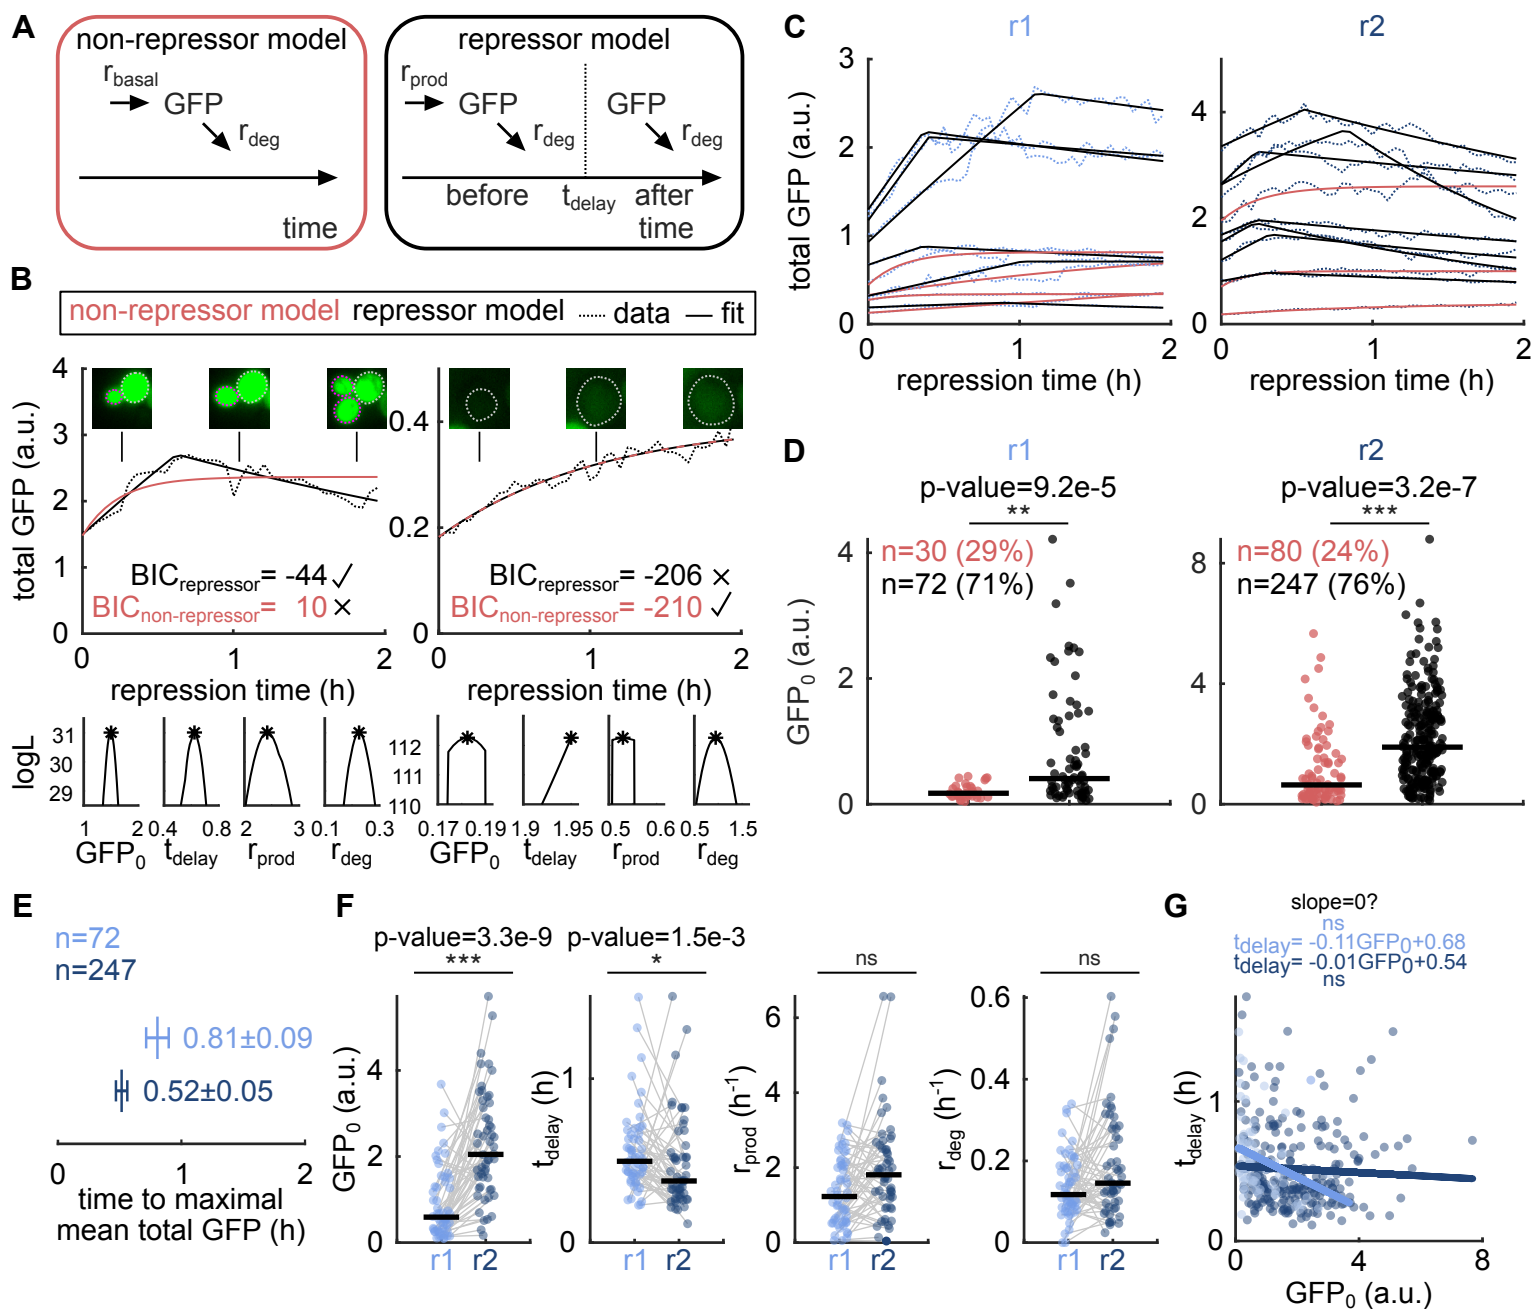 A
non-repressor model
r_basal
GFP
r_deg
time
repressor model
r_prod
GFP
GFP
r_deg
r_deg
before
t_delay
after
time
B
non-repressor model repressor model data fit
total GFP (a.u.)
4
3
2
1
0
BIC_repressor= -44 ✓
BIC_non-repressor= 10 ×
0 1 2
repression time (h)
0.4
0.2
0
BIC_repressor= -206 ×
BIC_non-repressor= -210 ✓
0 1 2
repression time (h)
logL
31
30
29
1 2
GFP_0
0.4 0.8
t_delay
2 3
r_prod
0.1 0.3
r_deg
112
111
110
0.17 0.19
GFP_0
1.9 1.95
t_delay
0.5 0.6
r_prod
0.5 1.5
r_deg
C
r1
total GFP (a.u.)
3
2
1
0
0 1 2
repression time (h)
r2
4
2
0
0 1 2
repression time (h)
D
r1
p-value=9.2e-5
**
n=30 (29%)
n=72 (71%)
GFP_0 (a.u.)
4
2
0
r2
p-value=3.2e-7
***
n=80 (24%)
n=247 (76%)
8
4
0
E
n=72
n=247
0.81±0.09
0.52±0.05
0 1 2
time to maximal
mean total GFP (h)
F
p-value=3.3e-9
***
GFP_0 (a.u.)
4
2
0
r1 r2
p-value=1.5e-3
*
t_delay (h)
1
0
r1 r2
ns
r_prod (h^-1)
6
4
2
0
r1 r2
ns
r_deg (h^-1)
0.6
0.4
0.2
0
r1 r2
G
slope=0?
ns
t_delay= -0.11GFP_0+0.68
t_delay= -0.01GFP_0+0.54
ns
t_delay (h)
1
0
0 4 8
GFP_0 (a.u.)